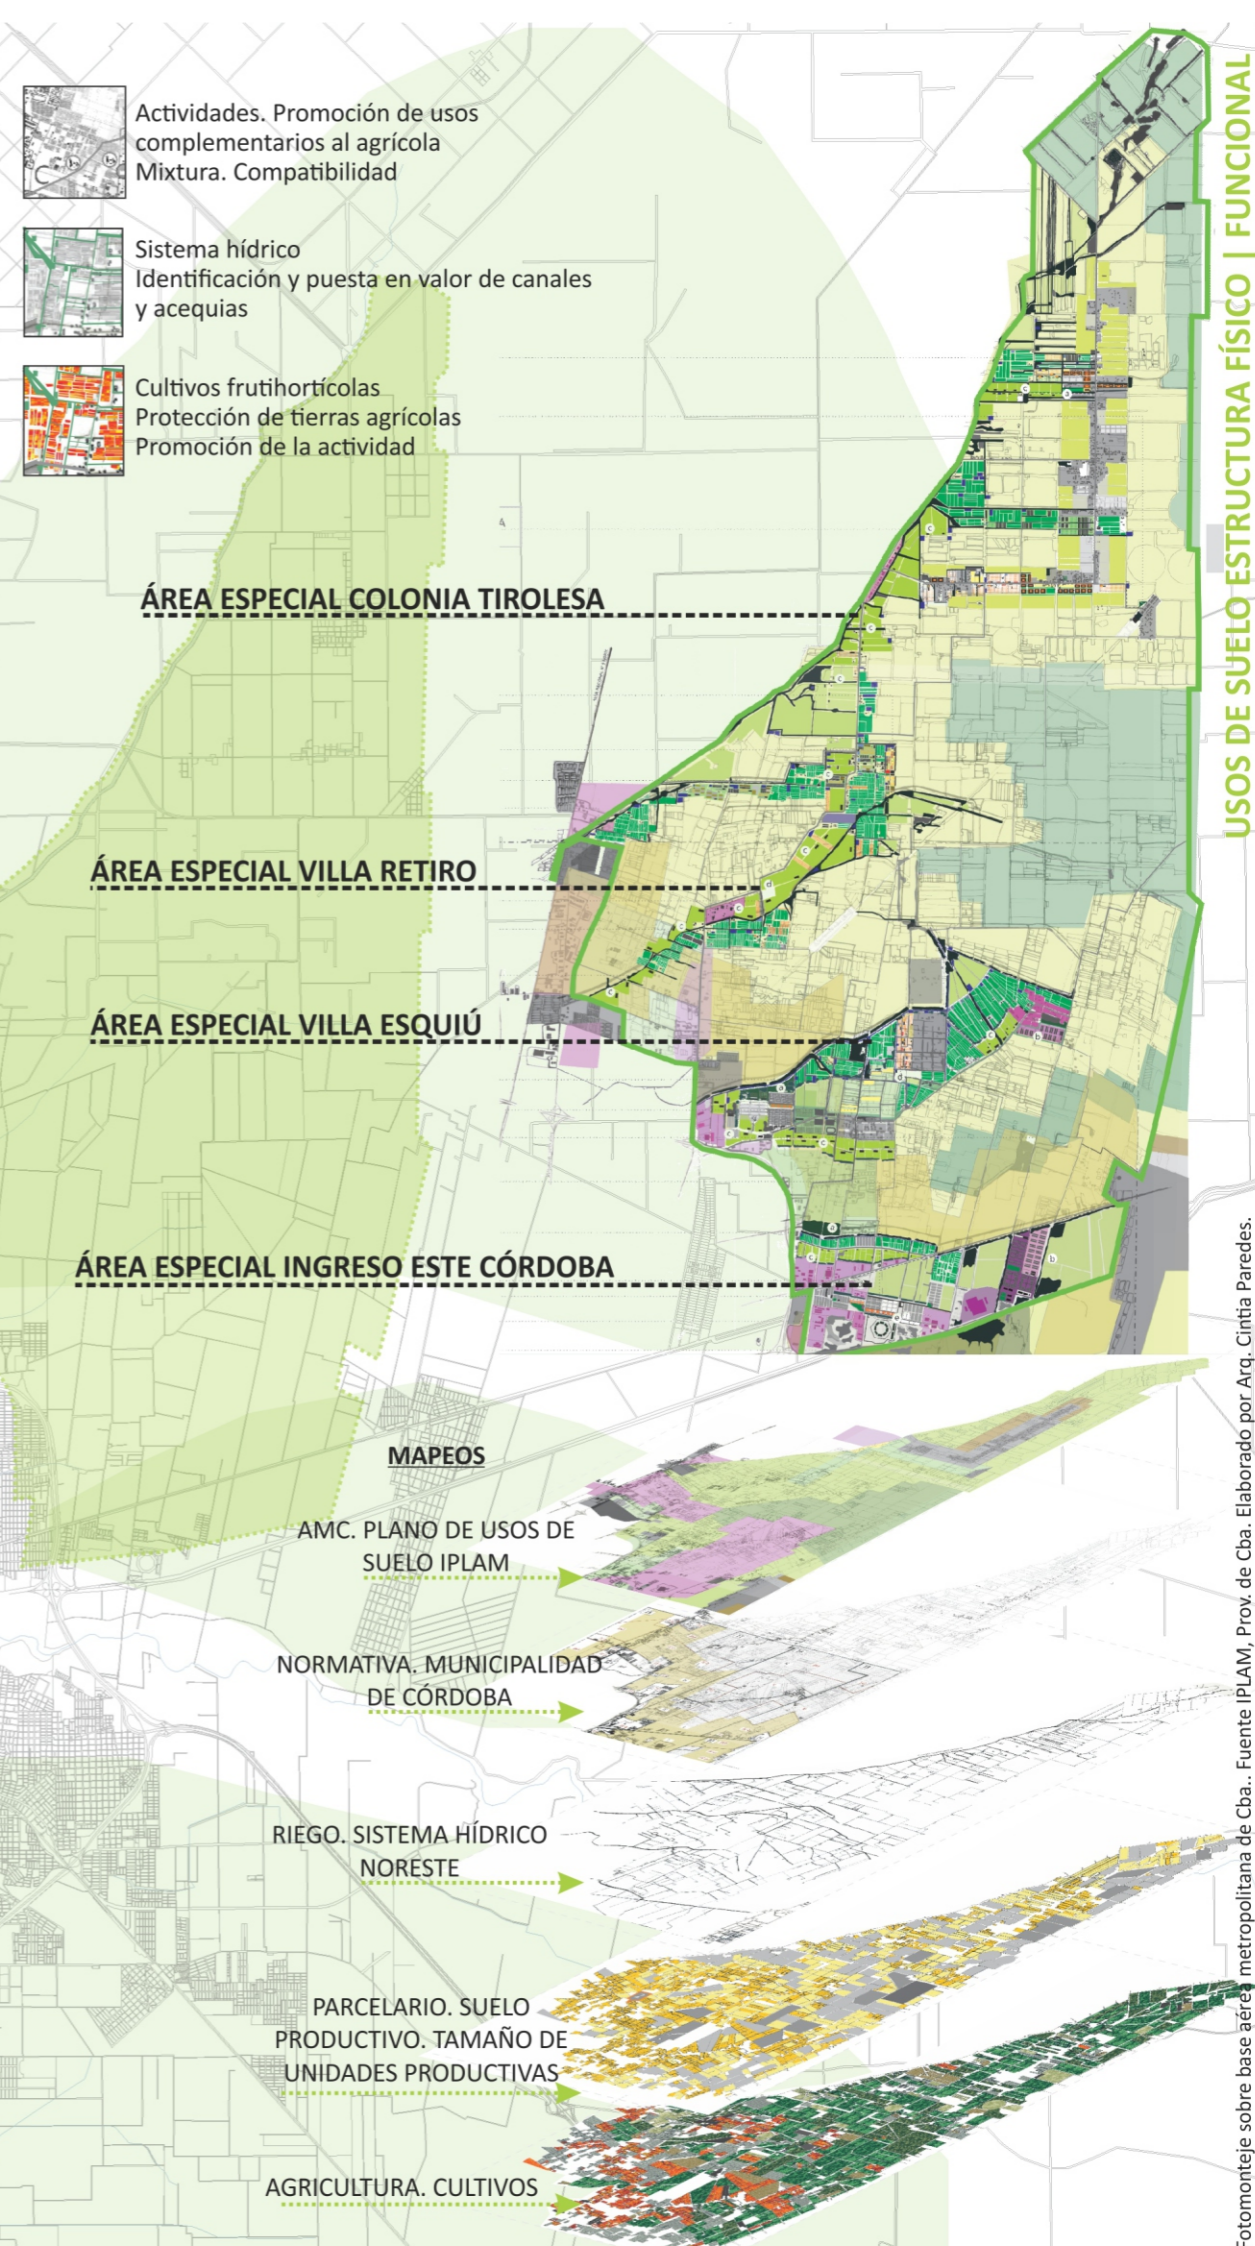 Actividades. Promoción de usos
complementarios al agrícola
Mixtura. Compatibilidad
Sistema hídrico
Identificación y puesta en valor de canales
y acequias
Cultivos frutihortícolas
Protección de tierras agrícolas
Promoción de la actividad
USOS DE SUELO ESTRUCTURA FÍSICO | FUNCIONAL
ÁREA ESPECIAL COLONIA TIROLESA
ÁREA ESPECIAL VILLA RETIRO
ÁREA ESPECIAL VILLA ESQUIÚ
ÁREA ESPECIAL INGRESO ESTE CÓRDOBA
MAPEOS
AMC. PLANO DE USOS DE
SUELO IPLAM
NORMATIVA. MUNICIPALIDAD
DE CÓRDOBA
RIEGO. SISTEMA HÍDRICO
NORESTE
PARCELARIO. SUELO
PRODUCTIVO. TAMAÑO DE
UNIDADES PRODUCTIVAS
AGRICULTURA. CULTIVOS
Fotomonteje sobre base aérea metropolitana de Cba.. Fuente IPLAM, Prov. de Cba. Elaborado por Arq. Cintia Paredes.